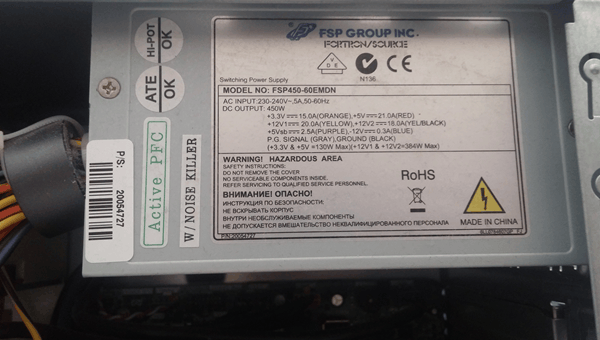 HI-POT
OK
ATE
OK
P/S:
20054727
Active PFC
W/ NOISE KILLER
FSP GROUP INC.
FORTRON/SOURCE
V
D E
N136
CE
Switching Power Supply
MODEL NO: FSP450-60EMDN
AC INPUT:230-240V~,5A,50-60Hz
DC OUTPUT: 450W
+3.3V ⎓ 15.0A(ORANGE),+5V ⎓ 21.0A(RED)
+12V1 ⎓ 20.0A(YELLOW),+12V2 ⎓ 18.0A(YEL/BLACK)
+5Vsb ⎓ 2.5A(PURPLE),-12V ⎓ 0.3A(BLUE)
P.G. SIGNAL (GRAY),GROUND (BLACK)
(+3.3V & +5V =130W Max)(+12V1 & +12V2=384W Max)
WARNING! HAZARDOUS AREA
SAFETY INSTRUCTIONS:
DO NOT REMOVE THE COVER
NO SERVICEABLE COMPONENTS INSIDE.
REFER SERVICING TO QUALIFIED SERVICE PERSONNEL.
RoHS
ВНИМАНИЕ! ОПАСНО!
ИНСТРУКЦИИ ПО БЕЗОПАСНОСТИ:
НЕ ВСКРЫВАТЬ КОРПУС
ВНУТРИ НЕОБСЛУЖИВАЕМЫЕ КОМПОНЕНТЫ
НЕ ДОПУСКАЕТСЯ ВМЕШАТЕЛЬСТВО НЕКВАЛИФИЦИРОВАННОГО ПЕРСОНАЛА
MADE IN CHINA
P/N:20054727